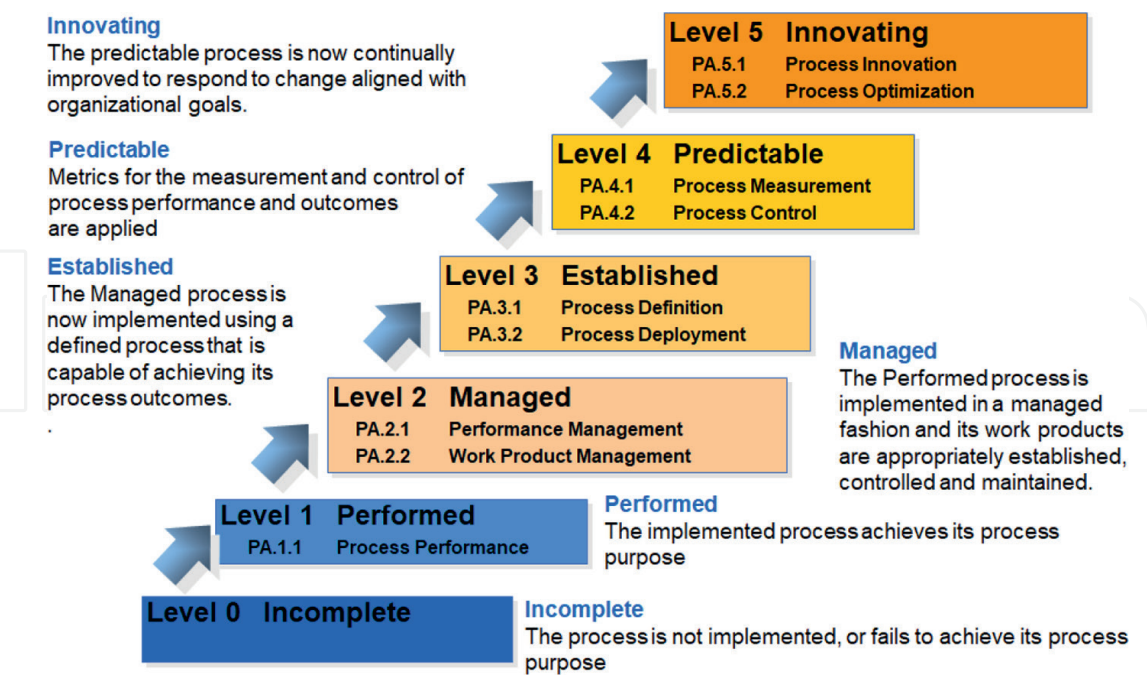 Innovating
The predictable process is now continually
improved to respond to change aligned with
organizational goals.
Level 5 Innovating
PA.5.1 Process Innovation
PA.5.2 Process Optimization
Predictable
Metrics for the measurement and control of
process performance and outcomes
are applied
Level 4 Predictable
PA.4.1 Process Measurement
PA.4.2 Process Control
Established
The Managed process is
now implemented using a
defined process that is
capable of achieving its
process outcomes.
.
Level 3 Established
PA.3.1 Process Definition
PA.3.2 Process Deployment
Managed
The Performed process is
implemented in a managed
fashion and its work products
are appropriately established,
controlled and maintained.
Level 2 Managed
PA.2.1 Performance Management
PA.2.2 Work Product Management
Level 1 Performed
PA.1.1 Process Performance
Performed
The implemented process achieves its process
purpose
Level 0 Incomplete
Incomplete
The process is not implemented, or fails to achieve its process
purpose